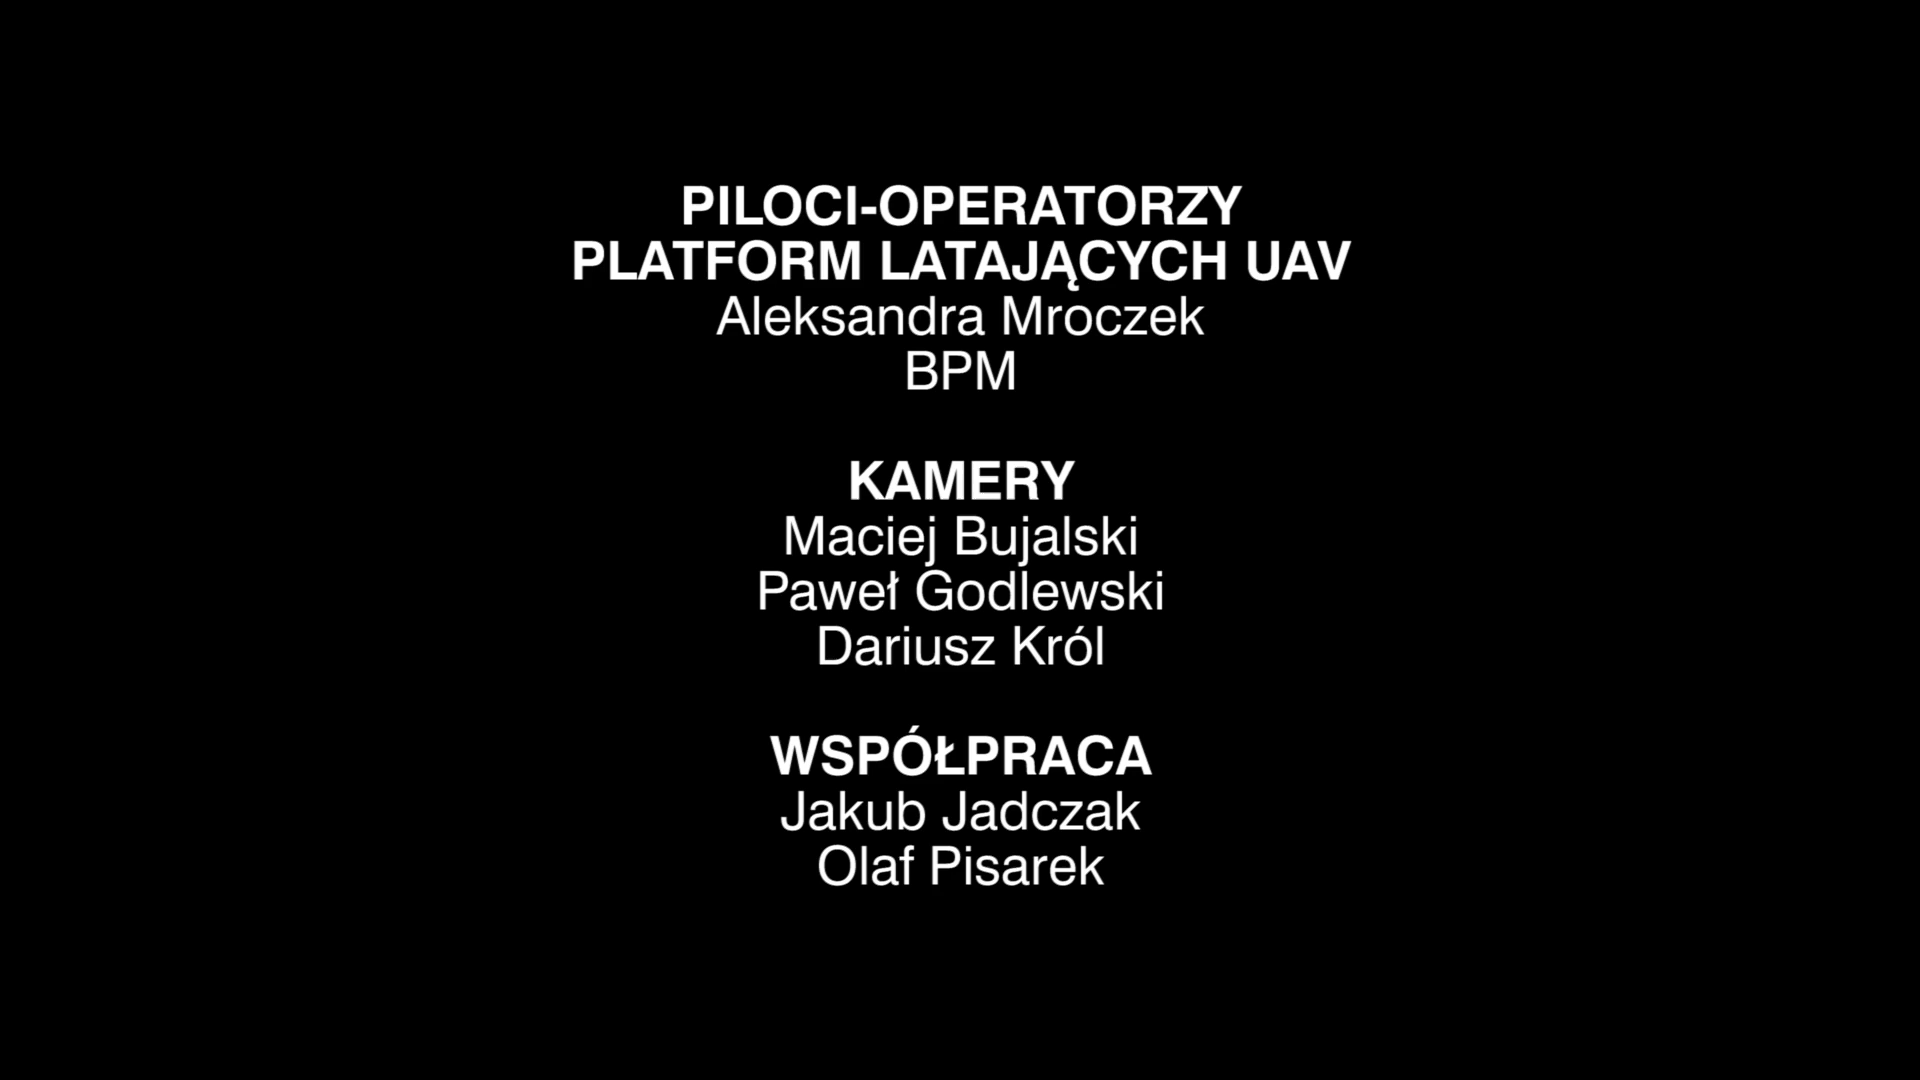 PILOCI-OPERATORZY
PLATFORM LATAJĄCYCH UAV
Aleksandra Mroczek
BPM
KAMERY
Maciej Bujalski
Paweł Godlewski
Dariusz Król
WSPÓŁPRACA
Jakub Jadczak
Olaf Pisarek